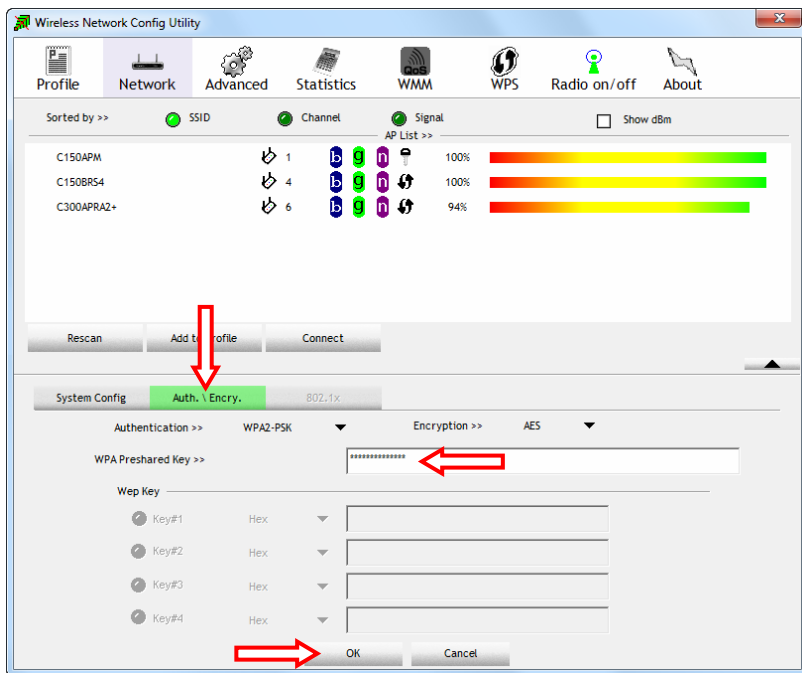 Wireless Network Config Utility
Profile Network Advanced Statistics WMM WPS Radio on/off About
QoS
Sorted by >> SSID Channel Signal Show dBm
AP List >>
C150APM 1 b g n 100%
C150BRS4 4 b g n 100%
C300APRA2+ 6 b g n 94%
Rescan Add to Profile Connect
System Config Auth. \ Encry. 802.1x
Authentication >> WPA2-PSK Encryption >> AES
WPA Preshared Key >> **************
Wep Key
Key#1 Hex
Key#2 Hex
Key#3 Hex
Key#4 Hex
OK Cancel